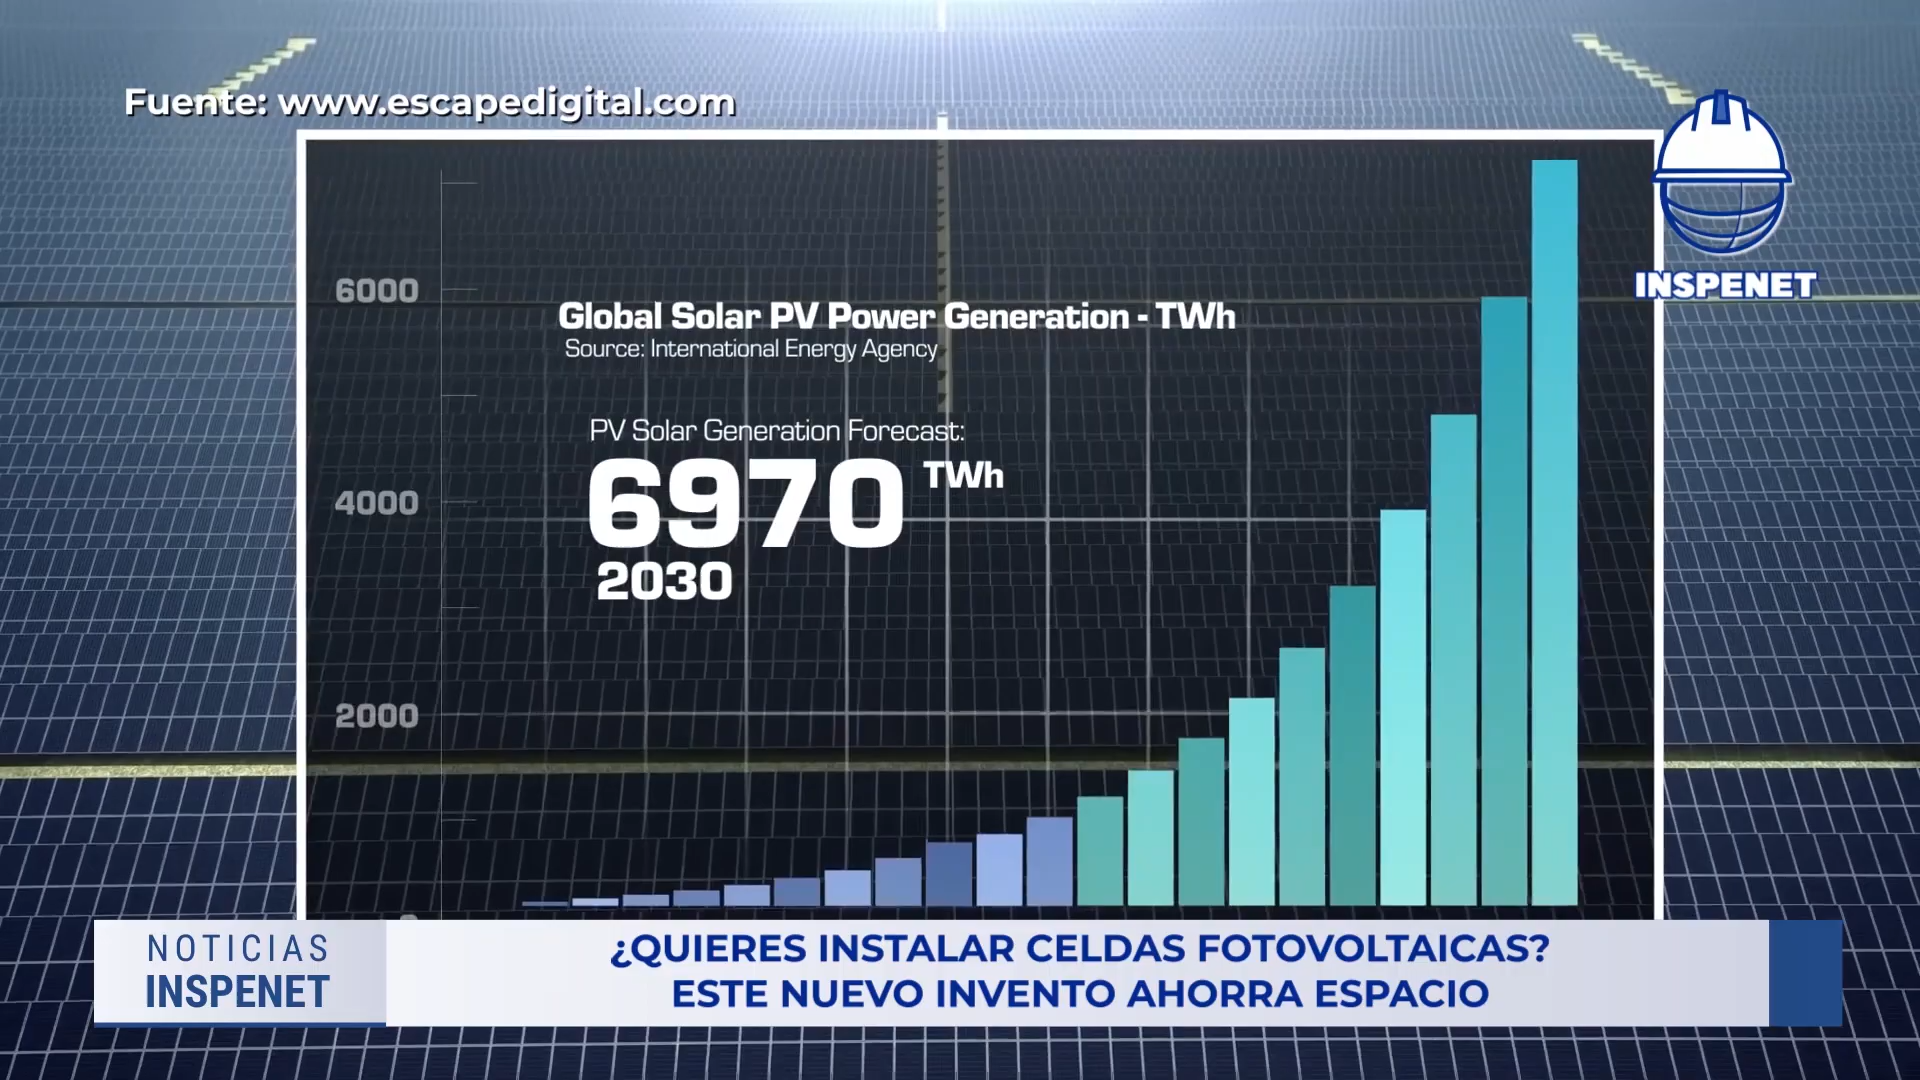 Fuente: www.escapedigital.com
INSPENET
6000
Global Solar PV Power Generation - TWh
Source: International Energy Agency
PV Solar Generation Forecast:
6970 TWh
2030
4000
2000
NOTICIAS
INSPENET
¿QUIERES INSTALAR CELDAS FOTOVOLTAICAS?
ESTE NUEVO INVENTO AHORRA ESPACIO